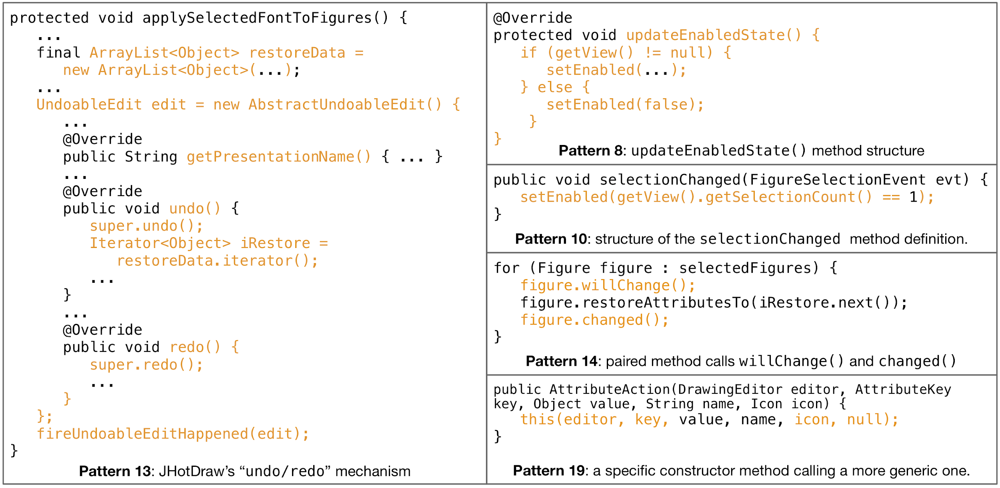 protected void applySelectedFontToFigures() {
...
final ArrayList<Object> restoreData =
new ArrayList<Object>(...);
...
UndoableEdit edit = new AbstractUndoableEdit() {
...
@Override
public String getPresentationName() { ... }
...
@Override
public void undo() {
super.undo();
Iterator<Object> iRestore =
restoreData.iterator();
...
}
...
@Override
public void redo() {
super.redo();
...
}
};
fireUndoableEditHappened(edit);
}
Pattern 13: JHotDraw’s “undo/redo” mechanism
@Override
protected void updateEnabledState() {
if (getView() != null) {
setEnabled(...);
} else {
setEnabled(false);
}
}
Pattern 8: updateEnabledState() method structure
public void selectionChanged(FigureSelectionEvent evt) {
setEnabled(getView().getSelectionCount() == 1);
}
Pattern 10: structure of the selectionChanged method definition.
for (Figure figure : selectedFigures) {
figure.willChange();
figure.restoreAttributesTo(iRestore.next());
figure.changed();
}
Pattern 14: paired method calls willChange() and changed()
public AttributeAction(DrawingEditor editor, AttributeKey
key, Object value, String name, Icon icon) {
this(editor, key, value, name, icon, null);
}
Pattern 19: a specific constructor method calling a more generic one.